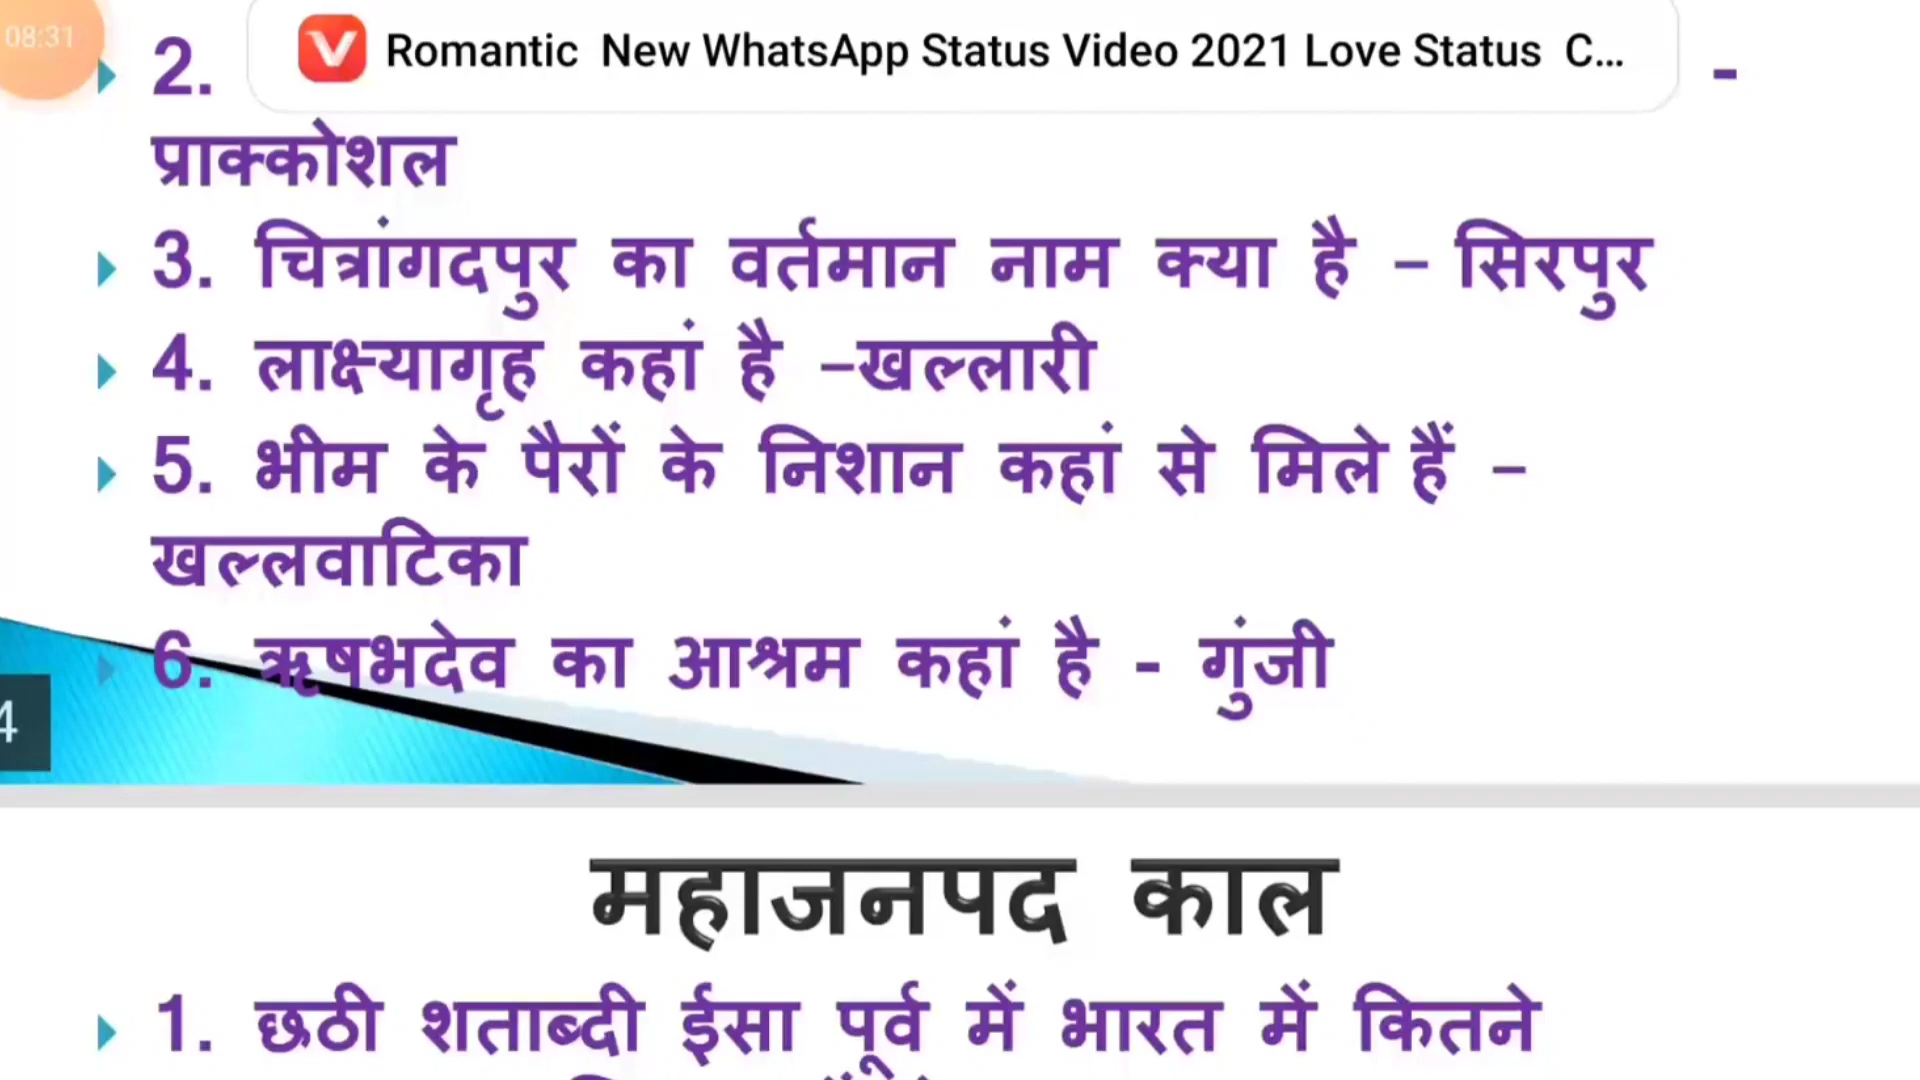 08:31
Romantic New WhatsApp Status Video 2021 Love Status C...
2. -
प्राक्कोशल
3. चित्रांगदपुर का वर्तमान नाम क्या है – सिरपुर
4. लाक्ष्यागृह कहां है –खल्लारी
5. भीम के पैरों के निशान कहां से मिले हैं –
खल्लवाटिका
6. ऋषभदेव का आश्रम कहां है - गुंजी
4
महाजनपद काल
1. छठी शताब्दी ईसा पूर्व में भारत में कितने